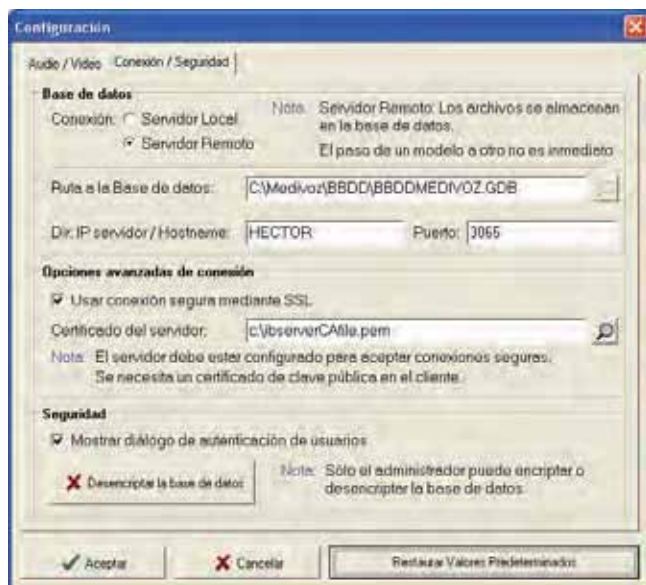 Configuración
Audio / Video Conexión / Seguridad
Base de datos
Conexión: Servidor Local
Servidor Remoto
Nota: Servidor Remoto: Los archivos se almacenan
en la base de datos.
El paso de un modelo a otro no es inmediato
Ruta a la Base de datos: C:\Medivoz\BBDD\BBDDMEDIVOZ.GDB
Dir. IP servidor / Hostname: HECTOR Puerto: 3065
Opciones avanzadas de conexión
Usar conexión segura mediante SSL
Certificado del servidor: c:\ibserverCAfile.pem
Nota: El servidor debe estar configurado para aceptar conexiones seguras.
Se necesita un certificado de clave pública en el cliente.
Seguridad
Mostrar diálogo de autenticación de usuarios
Desencriptar la base de datos
Nota: Sólo el administrador puede encriptar o
desencriptar la base de datos
Aceptar Cancelar Restaurar Valores Predeterminados